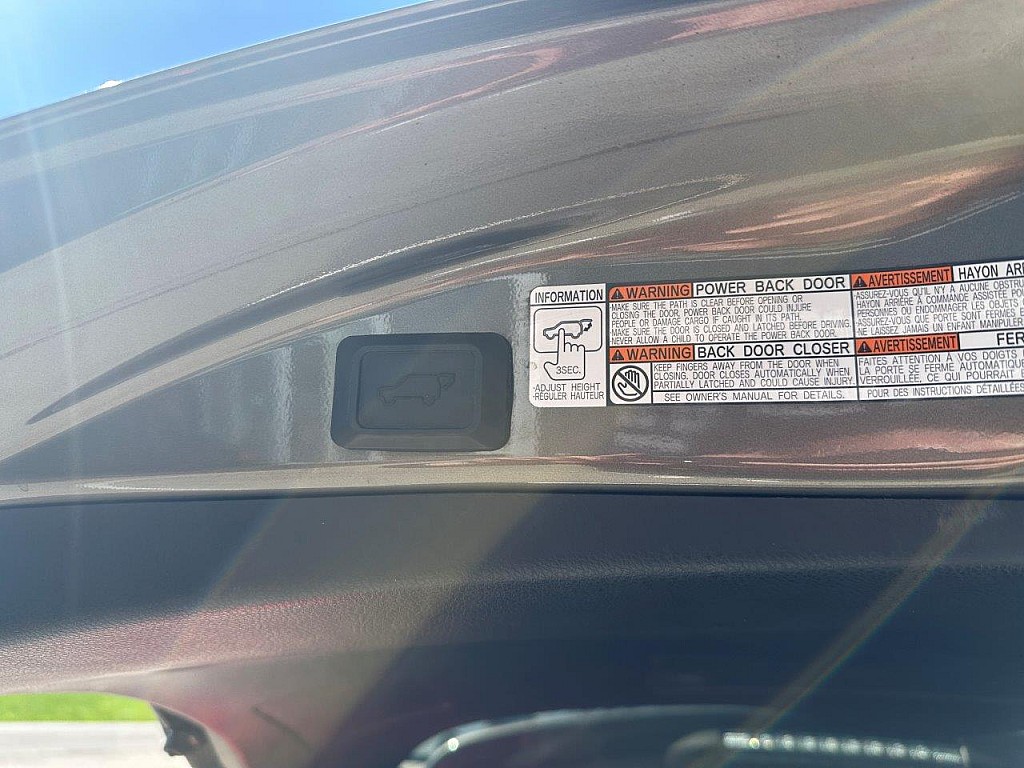 INFORMATION
3SEC.
-ADJUST HEIGHT
-RÉGULER HAUTEUR
WARNING POWER BACK DOOR
MAKE SURE THE PATH IS CLEAR BEFORE OPENING OR
CLOSING THE DOOR. POWER BACK DOOR COULD INJURE
PEOPLE OR DAMAGE CARGO IF CAUGHT IN ITS PATH.
MAKE SURE THE DOOR IS CLOSED AND LATCHED BEFORE DRIVING.
NEVER ALLOW A CHILD TO OPERATE THE POWER BACK DOOR.
WARNING BACK DOOR CLOSER
KEEP FINGERS AWAY FROM THE DOOR WHEN
CLOSING. DOOR CLOSES AUTOMATICALLY WHEN
PARTIALLY LATCHED AND COULD CAUSE INJURY.
SEE OWNER'S MANUAL FOR DETAILS.
AVERTISSEMENT HAYON
ASSUREZ-VOUS QU'IL N'Y A AUCUNE
HAYON ARRIÈRE À COMMANDE ASSISTÉE
PERSONNES OU ENDOMMAGER LES OBJETS
ASSUREZ-VOUS QUE PORTE SONT FERMÉS
NE LAISSEZ JAMAIS UN ENFANT MANIPULER
AVERTISSEMENT FER
FAITES ATTENTION À VOS DOIGTS
LA PORTE SE FERME
VERROUILLÉE, CE QUI POURRAIT
POUR DES INSTRUCTIONS DÉTAILLÉES